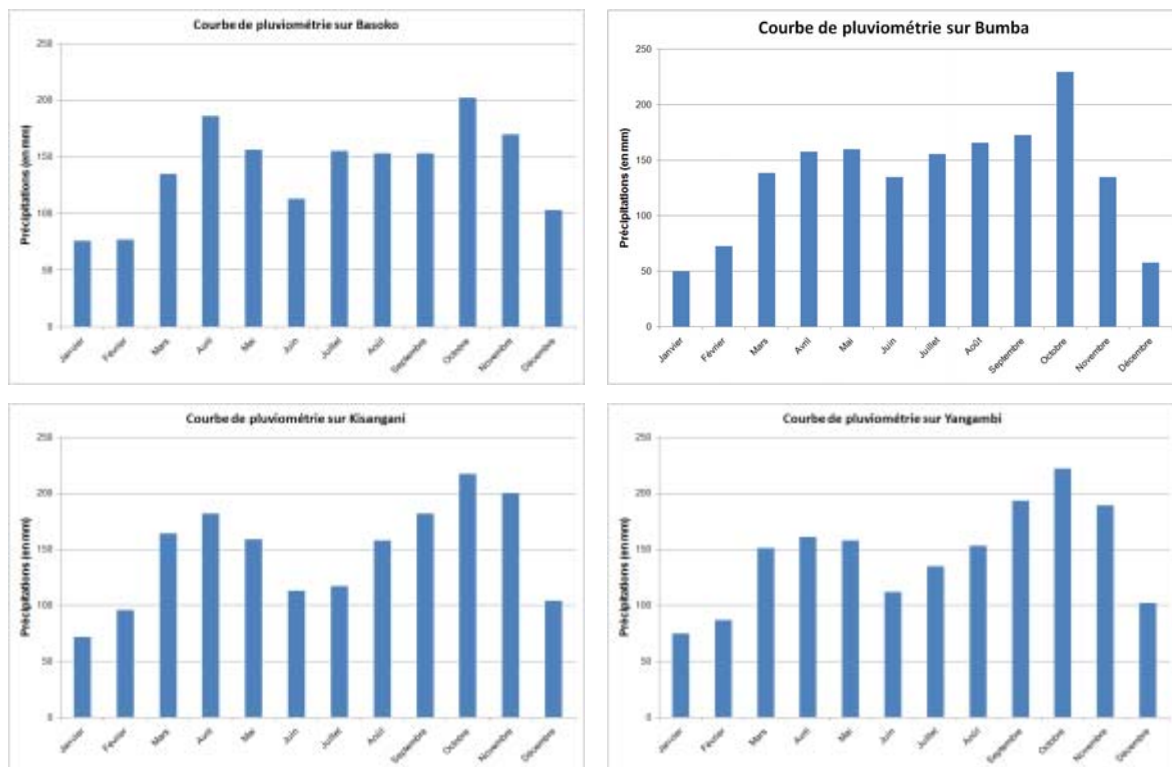 Courbe de pluviométrie sur Basoko
Précipitations (en mm)
250
200
150
100
50
0
Janvier
Février
Mars
Avril
Mai
Juin
Juillet
Août
Septembre
Octobre
Novembre
Décembre
Courbe de pluviométrie sur Bumba
Précipitations (en mm)
250
200
150
100
50
0
Janvier
Février
Mars
Avril
Mai
Juin
Juillet
Août
Septembre
Octobre
Novembre
Décembre
Courbe de pluviométrie sur Kisangani
Précipitations (en mm)
250
200
150
100
50
0
Janvier
Février
Mars
Avril
Mai
Juin
Juillet
Août
Septembre
Octobre
Novembre
Décembre
Courbe de pluviométrie sur Yangambi
Précipitations (en mm)
250
200
150
100
50
0
Janvier
Février
Mars
Avril
Mai
Juin
Juillet
Août
Septembre
Octobre
Novembre
Décembre